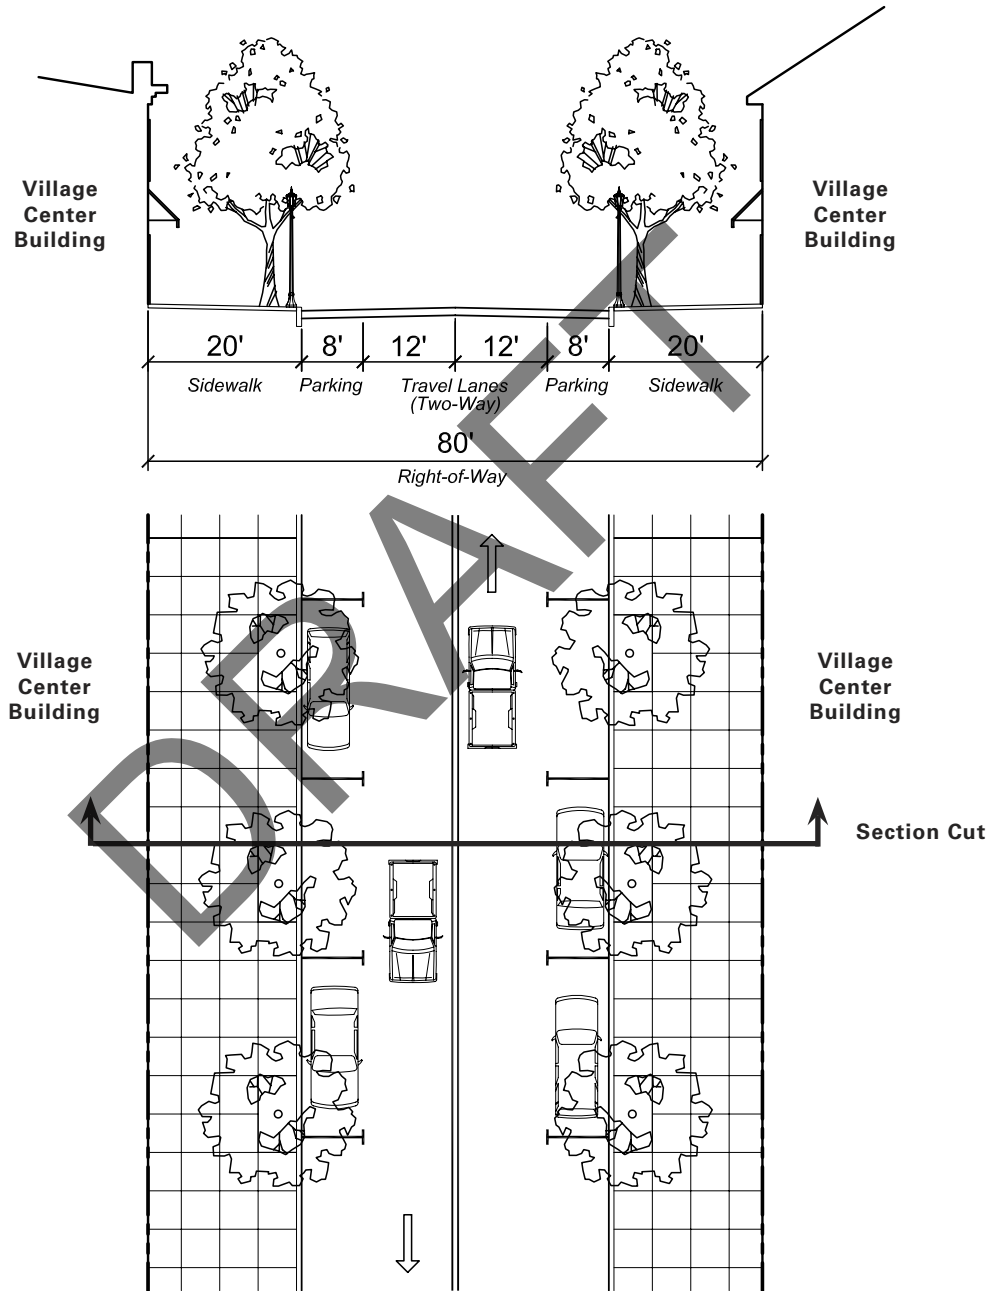 Village
Center
Building
Village
Center
Building
20' 8' 12' 12' 8' 20'
Sidewalk Parking Travel Lanes Parking Sidewalk
(Two-Way)
80'
Right-of-Way
DRAFT
Village
Center
Building
Village
Center
Building
Section Cut